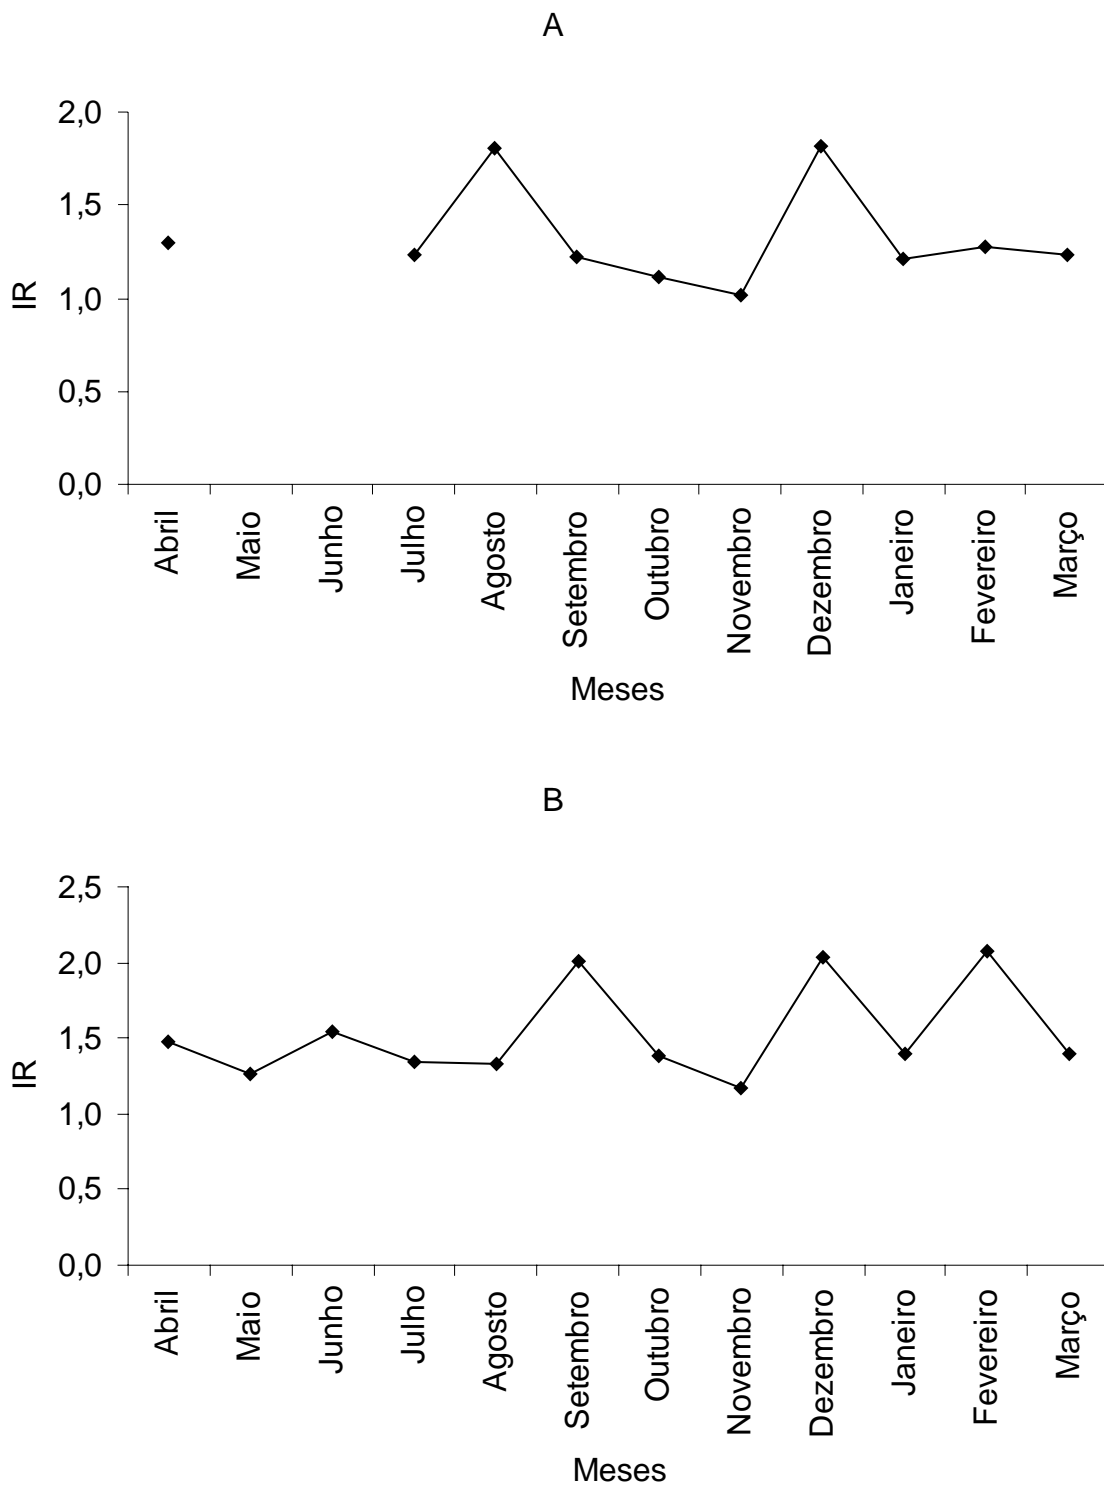 A
2,0
1,5
1,0
0,5
0,0
IR
Abril
Maio
Junho
Julho
Agosto
Setembro
Outubro
Novembro
Dezembro
Janeiro
Fevereiro
Março
Meses
B
2,5
2,0
1,5
1,0
0,5
0,0
IR
Abril
Maio
Junho
Julho
Agosto
Setembro
Outubro
Novembro
Dezembro
Janeiro
Fevereiro
Março
Meses